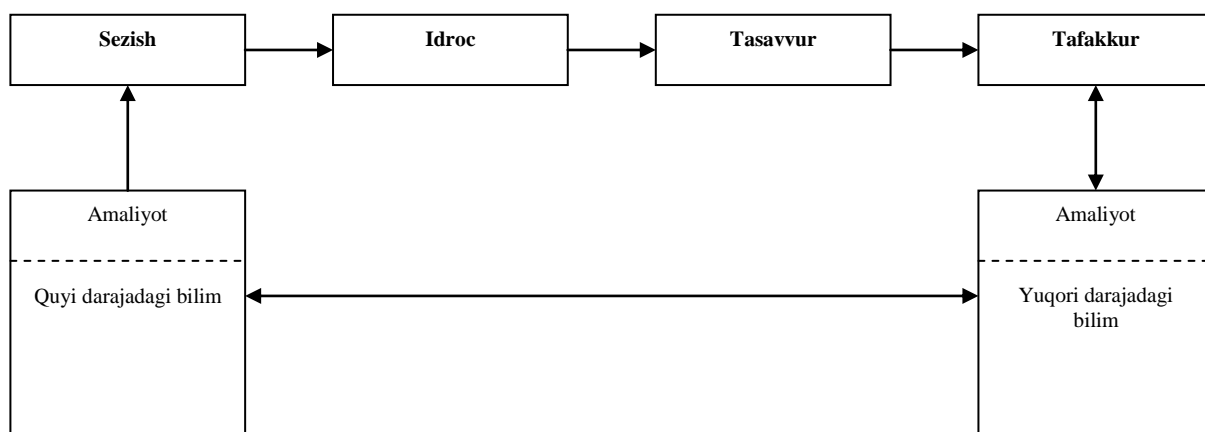 Sezish
Idroc
Tasavvur
Tafakkur
Amaliyot
Amaliyot
Quyi darajadagi bilim
Yuqori darajadagi
bilim